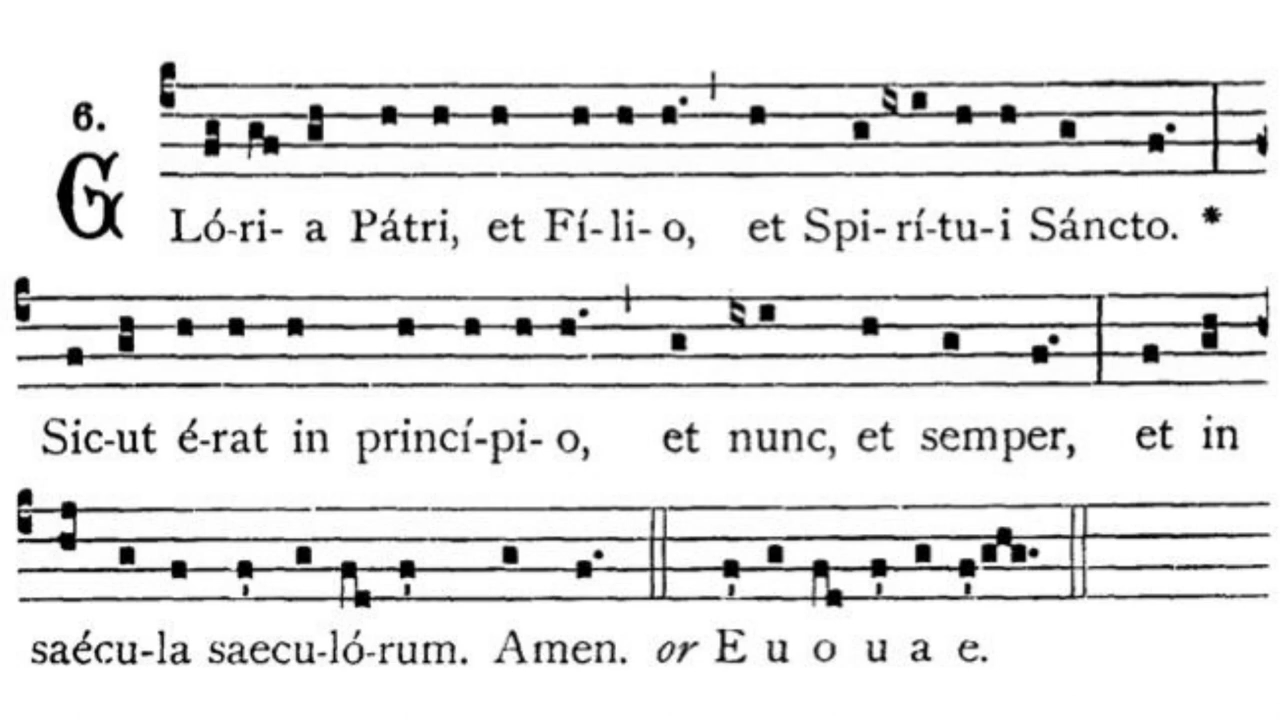 6.
G Ló-ri- a Pátri, et Fí-li-o, et Spi-rí-tu-i Sáncto. *
Sic-ut é-rat in princí-pi-o, et nunc, et semper, et in
saécu-la saecu-ló-rum. Amen. or E u o u a e.